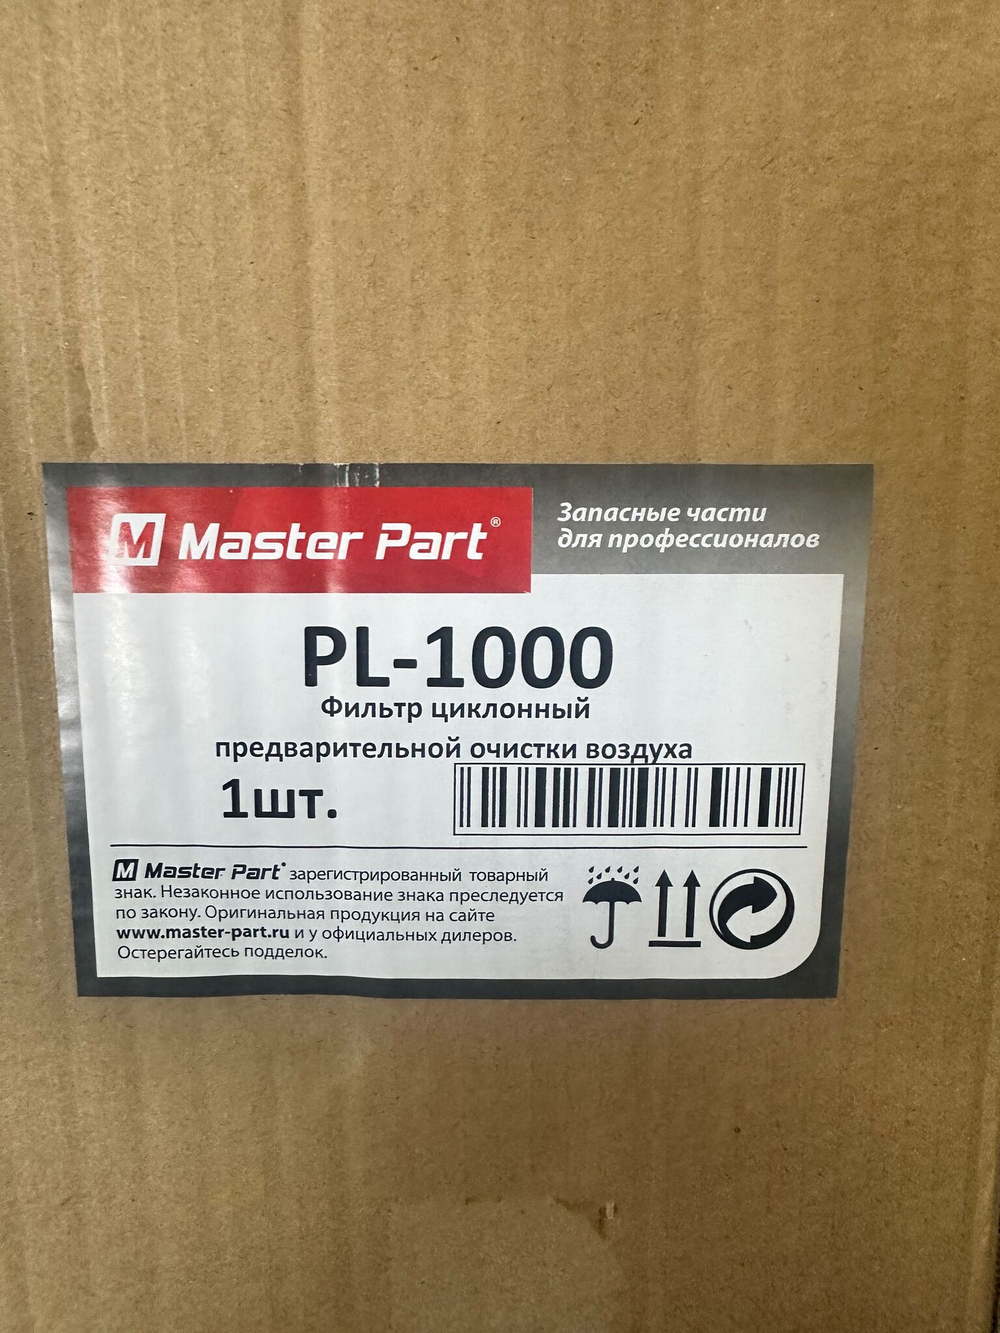 M Master Part®
Запасные части
для профессионалов
PL-1000
Фильтр циклонный
предварительной очистки воздуха
1шт.
M Master Part® зарегистрированный товарный
знак. Незаконное использование знака преследуется
по закону. Оригинальная продукция на сайте
www.master-part.ru и у официальных дилеров.
Остерегайтесь подделок.